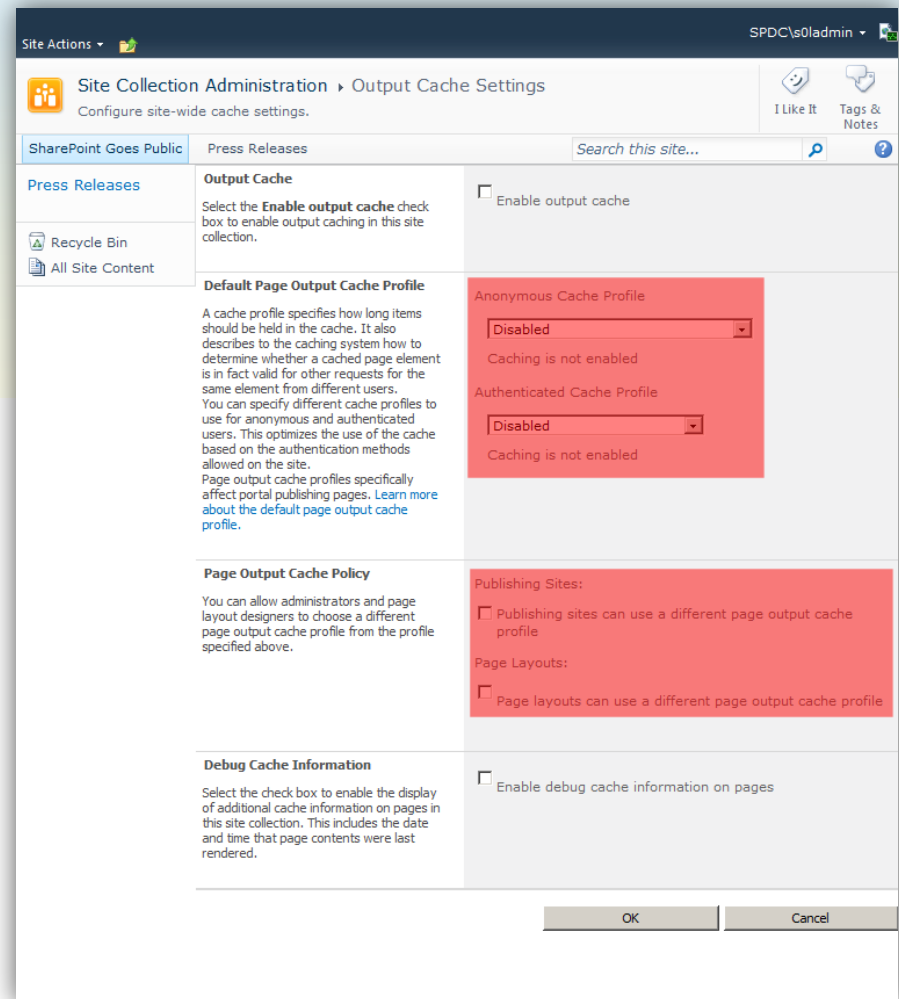 SPDC\s0ladmin
Site Actions
Site Collection Administration › Output Cache Settings
Configure site-wide cache settings.
I Like It
Tags &
Notes
SharePoint Goes Public
Press Releases
Search this site...
Press Releases
Recycle Bin
All Site Content
Output Cache
Select the Enable output cache check
box to enable output caching in this site
collection.
Enable output cache
Default Page Output Cache Profile
A cache profile specifies how long items
should be held in the cache. It also
describes to the caching system how to
determine whether a cached page element
is in fact valid for other requests for the
same element from different users.
You can specify different cache profiles to
use for anonymous and authenticated
users. This optimizes the use of the cache
based on the authentication methods
allowed on the site.
Page output cache profiles specifically
affect portal publishing pages. Learn more
about the default page output cache
profile.
Anonymous Cache Profile
Disabled
Caching is not enabled
Authenticated Cache Profile
Disabled
Caching is not enabled
Page Output Cache Policy
You can allow administrators and page
layout designers to choose a different
page output cache profile from the profile
specified above.
Publishing Sites:
Publishing sites can use a different page output cache
profile
Page Layouts:
Page layouts can use a different page output cache profile
Debug Cache Information
Select the check box to enable the display
of additional cache information on pages in
this site collection. This includes the date
and time that page contents were last
rendered.
Enable debug cache information on pages
OK
Cancel